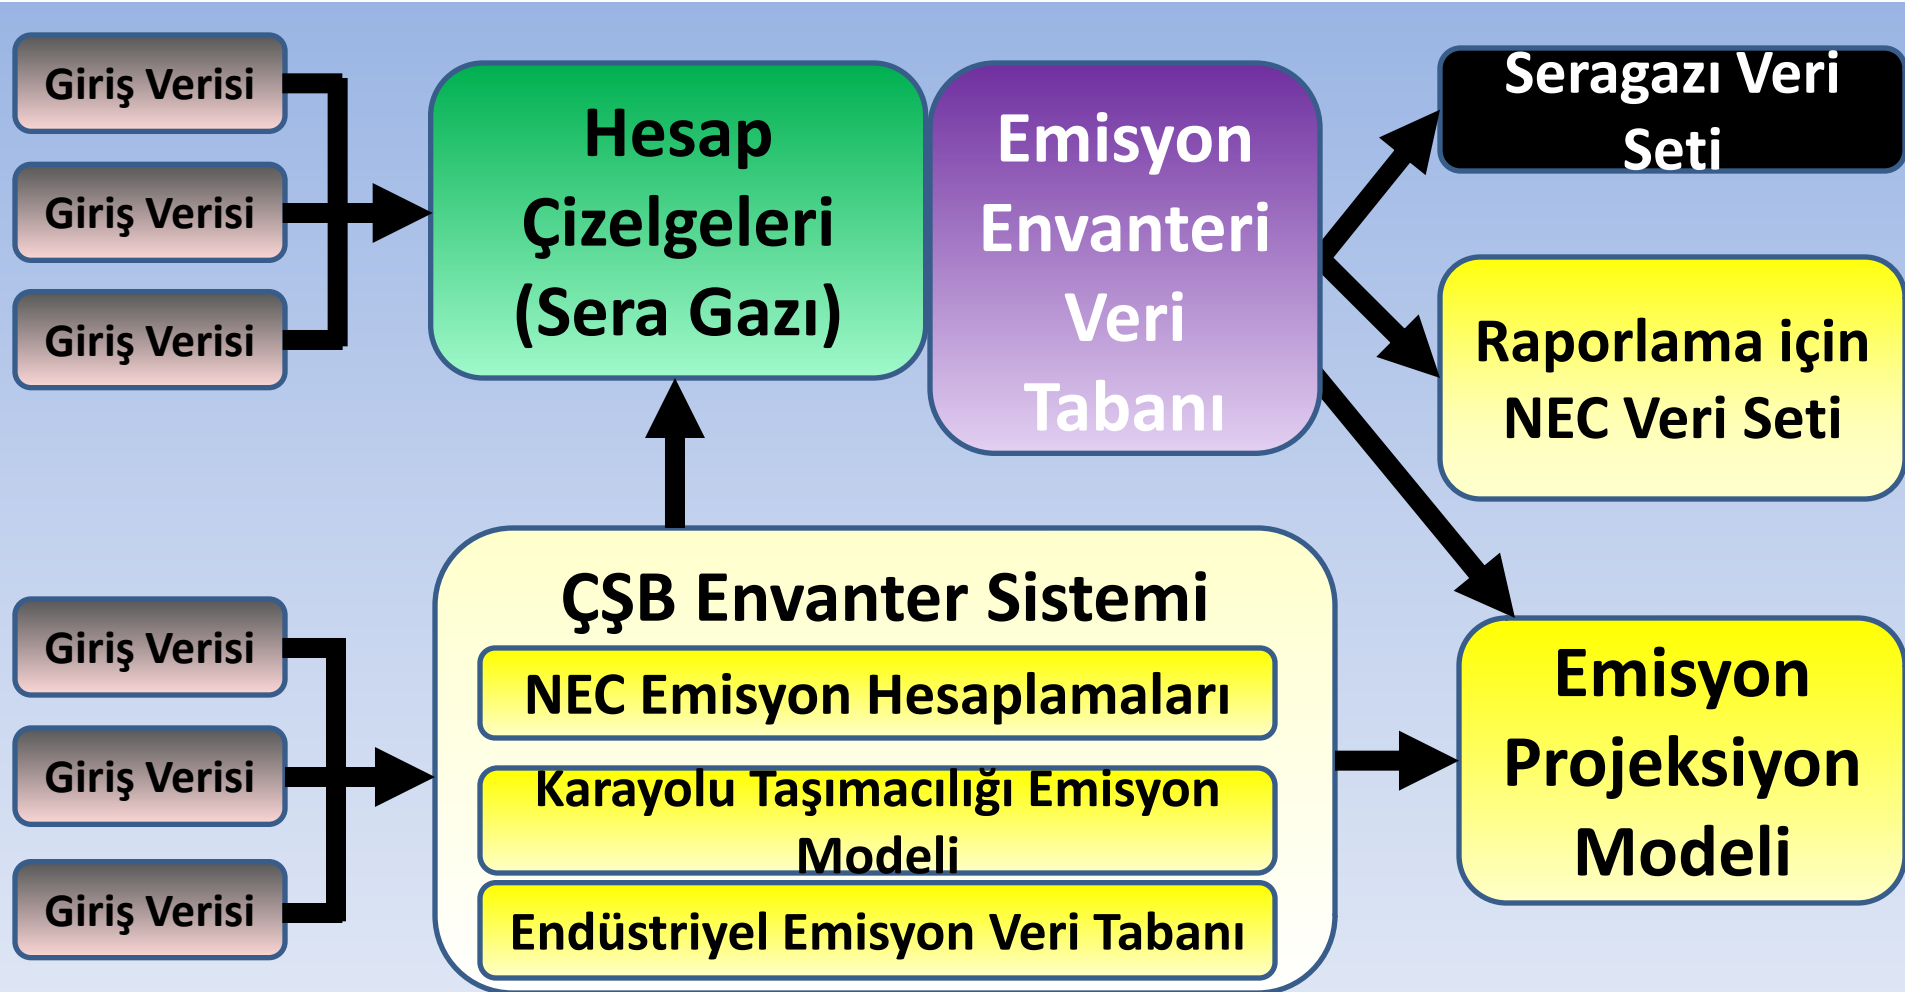 Giriş Verisi
Giriş Verisi
Giriş Verisi
Hesap
Çizelgeleri
(Sera Gazı)
Emisyon
Envanteri
Veri
Tabanı
Seragazı Veri
Seti
Raporlama için
NEC Veri Seti
Giriş Verisi
Giriş Verisi
Giriş Verisi
ÇŞB Envanter Sistemi
NEC Emisyon Hesaplamaları
Karayolu Taşımacılığı Emisyon
Modeli
Endüstriyel Emisyon Veri Tabanı
Emisyon
Projeksiyon
Modeli